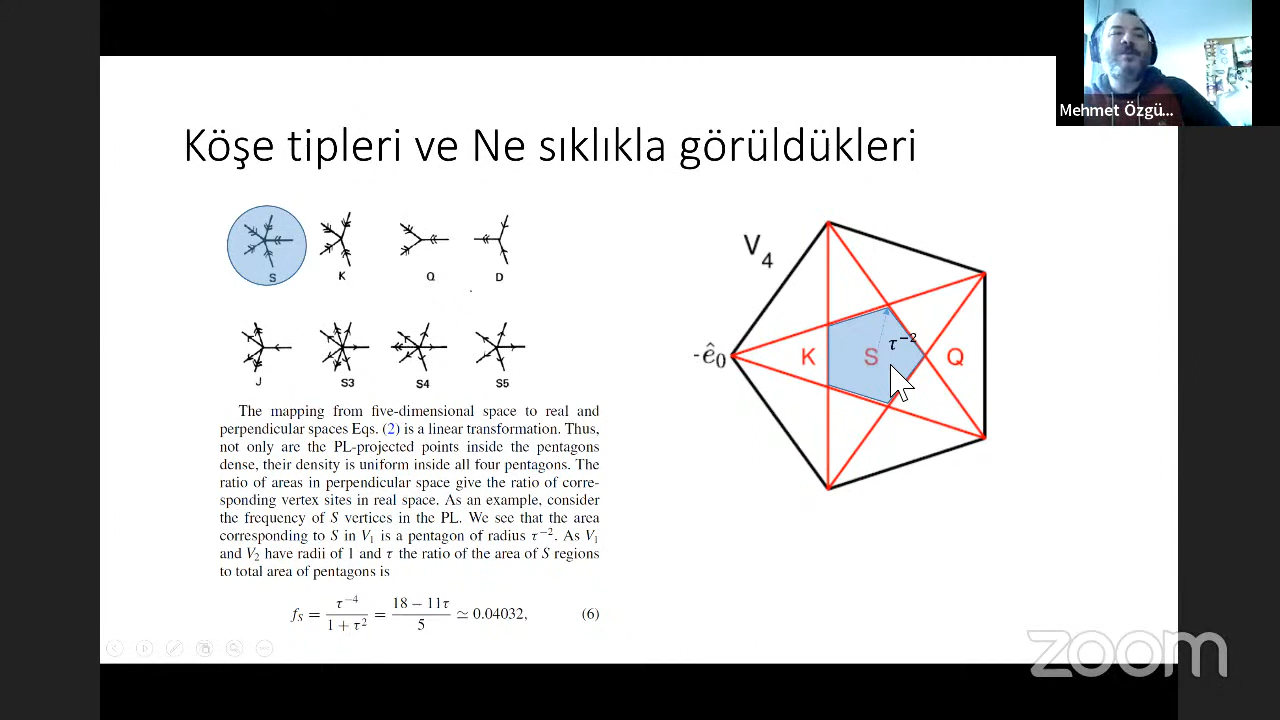 Mehmet Özgü...
Köşe tipleri ve Ne sıklıkla görüldükleri
S K Q D
J S3 S4 S5
The mapping from five-dimensional space to real and
perpendicular spaces Eqs. (2) is a linear transformation. Thus,
not only are the PL-projected points inside the pentagons
dense, their density is uniform inside all four pentagons. The
ratio of areas in perpendicular space give the ratio of corre-
sponding vertex sites in real space. As an example, consider
the frequency of S vertices in the PL. We see that the area
corresponding to S in V₁ is a pentagon of radius τ⁻². As V₁
and V₂ have radii of 1 and τ the ratio of the area of S regions
to total area of pentagons is
fₛ = τ⁻⁴ / (1 + τ²) = (18 − 11τ) / 5 ≃ 0.04032, (6)
V₄
-ê₀ K S τ⁻² Q
zoom